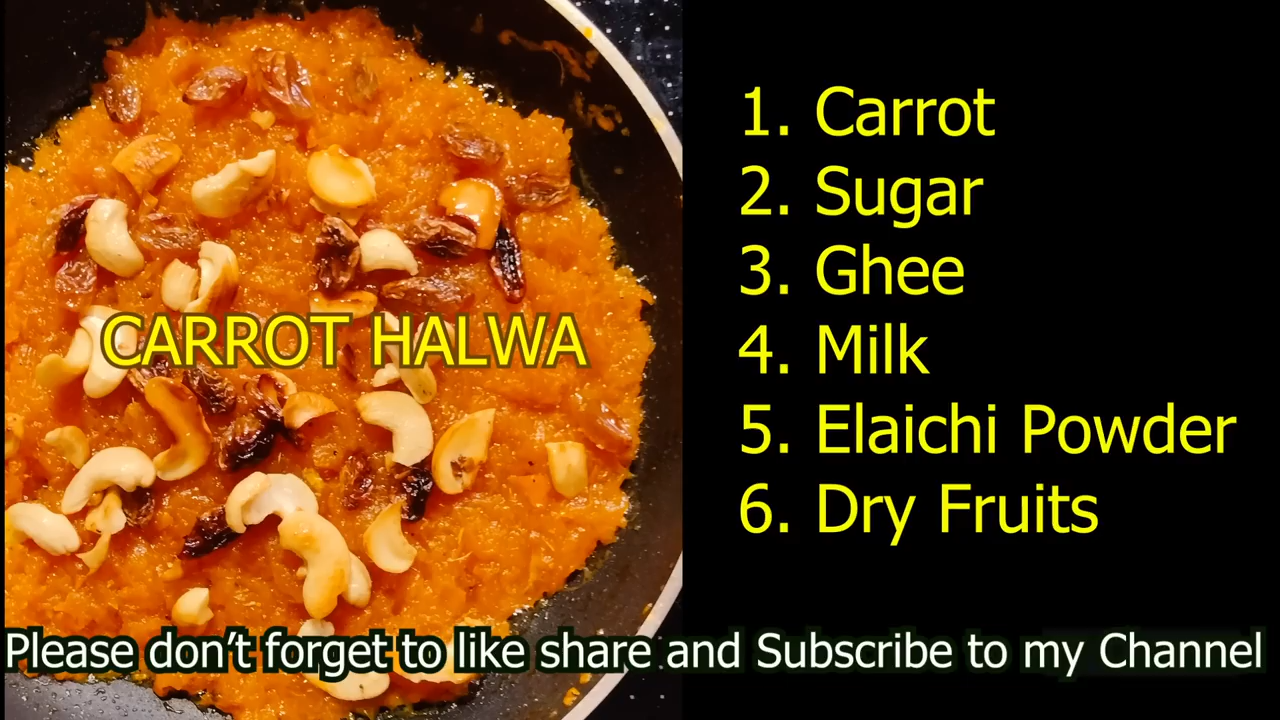 CARROT HALWA
1. Carrot
2. Sugar
3. Ghee
4. Milk
5. Elaichi Powder
6. Dry Fruits
Please don’t forget to like share and Subscribe to my Channel